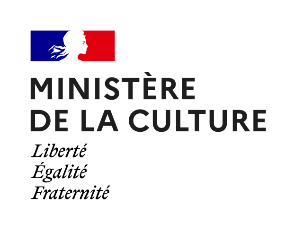 MINISTÈRE
DE LA CULTURE
Liberté
Égalité
Fraternité